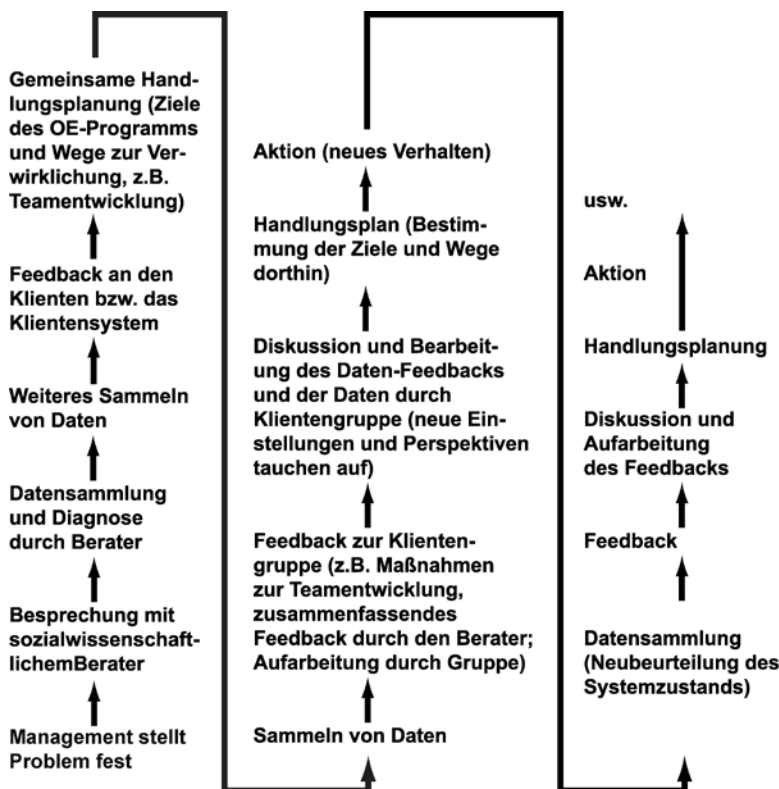 Gemeinsame Hand-
lungsplanung (Ziele
des OE-Programms
und Wege zur Ver-
wirklichung, z.B.
Teamentwicklung)
Feedback an den
Klienten bzw. das
Klientensystem
Weiteres Sammeln
von Daten
Datensammlung
und Diagnose
durch Berater
Besprechung mit
sozialwissenschaft-
lichemBerater
Management stellt
Problem fest
Aktion (neues Verhalten)
Handlungsplan (Bestim-
mung der Ziele und Wege
dorthin)
Diskussion und Bearbeit-
tung des Daten-Feedbacks
und der Daten durch
Klientengruppe (neue Ein-
stellungen und Perspektiven
tauchen auf)
Feedback zur Klienten-
gruppe (z.B. Maßnahmen
zur Teamentwicklung,
zusammenfassendes
Feedback durch den Berater;
Aufarbeitung durch Gruppe)
Sammeln von Daten
usw.
Aktion
Handlungsplanung
Diskussion und
Aufarbeitung
des Feedbacks
Feedback
Datensammlung
(Neubeurteilung des
Systemzustands)